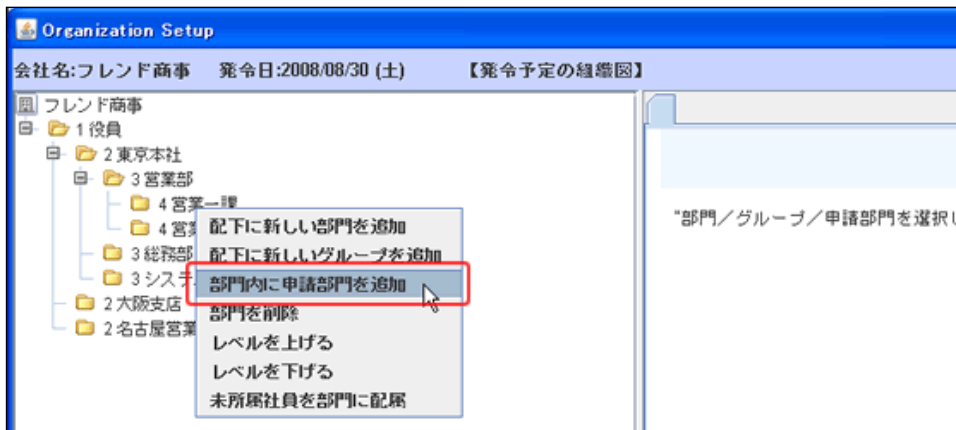 Organization Setup
会社名:フレンド商事 発令日:2008/08/30 (土) 【発令予定の組織図】
フレンド商事
1 役員
2 東京本社
3 営業部
4 営業一課
4 営業
3 総務部
3 システ
2 大阪支店
2 名古屋営業
配下に新しい部門を追加
配下に新しいグループを追加
部門内に申請部門を追加
部門を削除
レベルを上げる
レベルを下げる
未所属社員を部門に配属
"部門／グループ／申請部門を選択し